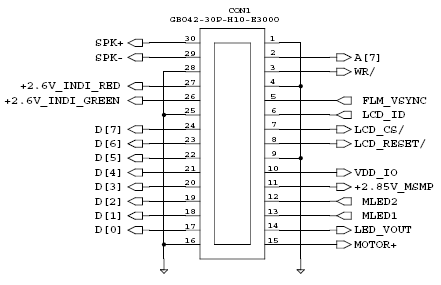 CON1
GB042-30P-H10-E3000
SPK+ 30 1
SPK- 29 2 A[7]
28 3 WR/
+2.6V_INDI_RED 27 4
+2.6V_INDI_GREEN 26 5 FLM_VSYNC
25 6 LCD_ID
D[7] 24 7 LCD_CS/
D[6] 23 8 LCD_RESET/
D[5] 22 9
D[4] 21 10 VDD_IO
D[3] 20 11 +2.85V_MSMP
D[2] 19 12 MLED2
D[1] 18 13 MLED1
D[0] 17 14 LED_VOUT
16 15 MOTOR+